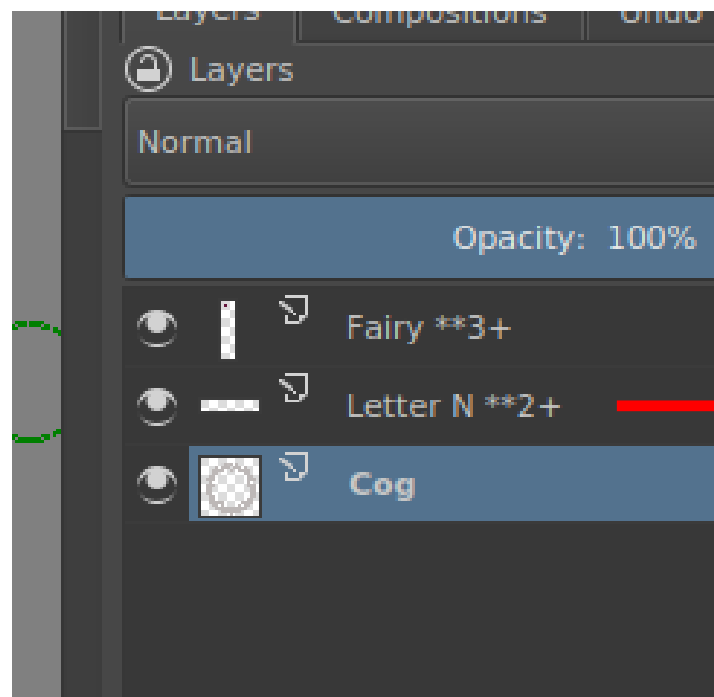 Layers Compositions Undo
Layers
Normal
Opacity: 100%
Fairy **3+
Letter N **2+
Cog